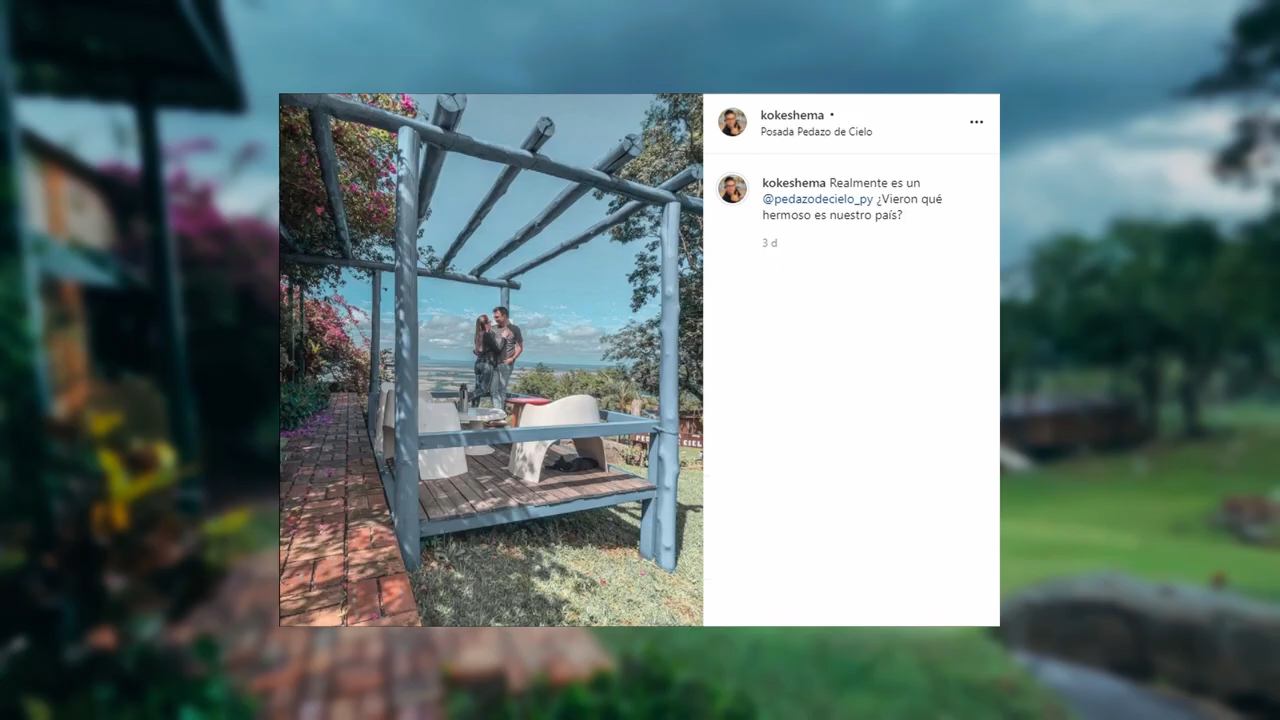 kokeshema •
Posada Pedazo de Cielo
kokeshema Realmente es un
@pedazodecielo_py ¿Vieron qué
hermoso es nuestro país?
3 d